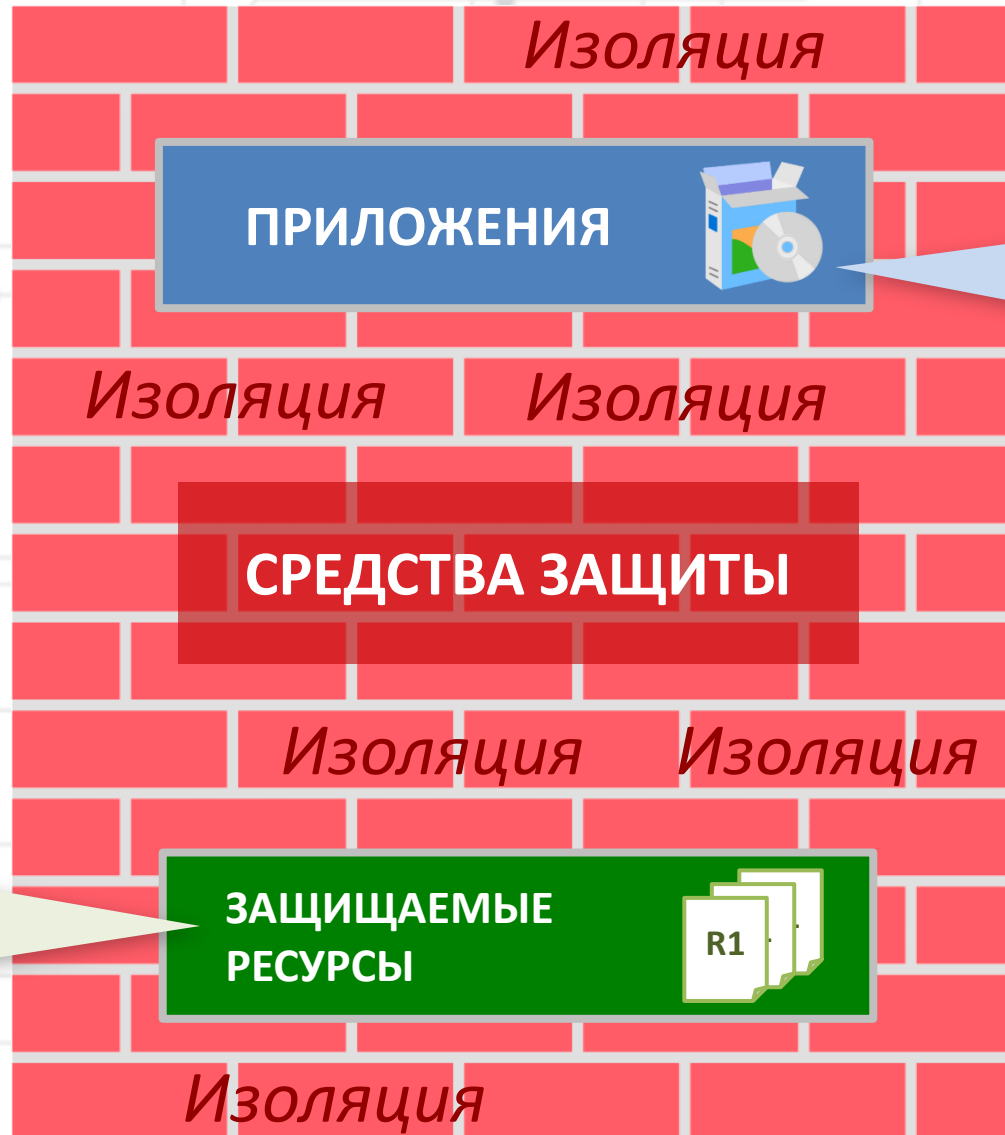 Изоляция
ПРИЛОЖЕНИЯ
Изоляция Изоляция
СРЕДСТВА ЗАЩИТЫ
Изоляция Изоляция
ЗАЩИЩАЕМЫЕ
РЕСУРСЫ
R1
Изоляция